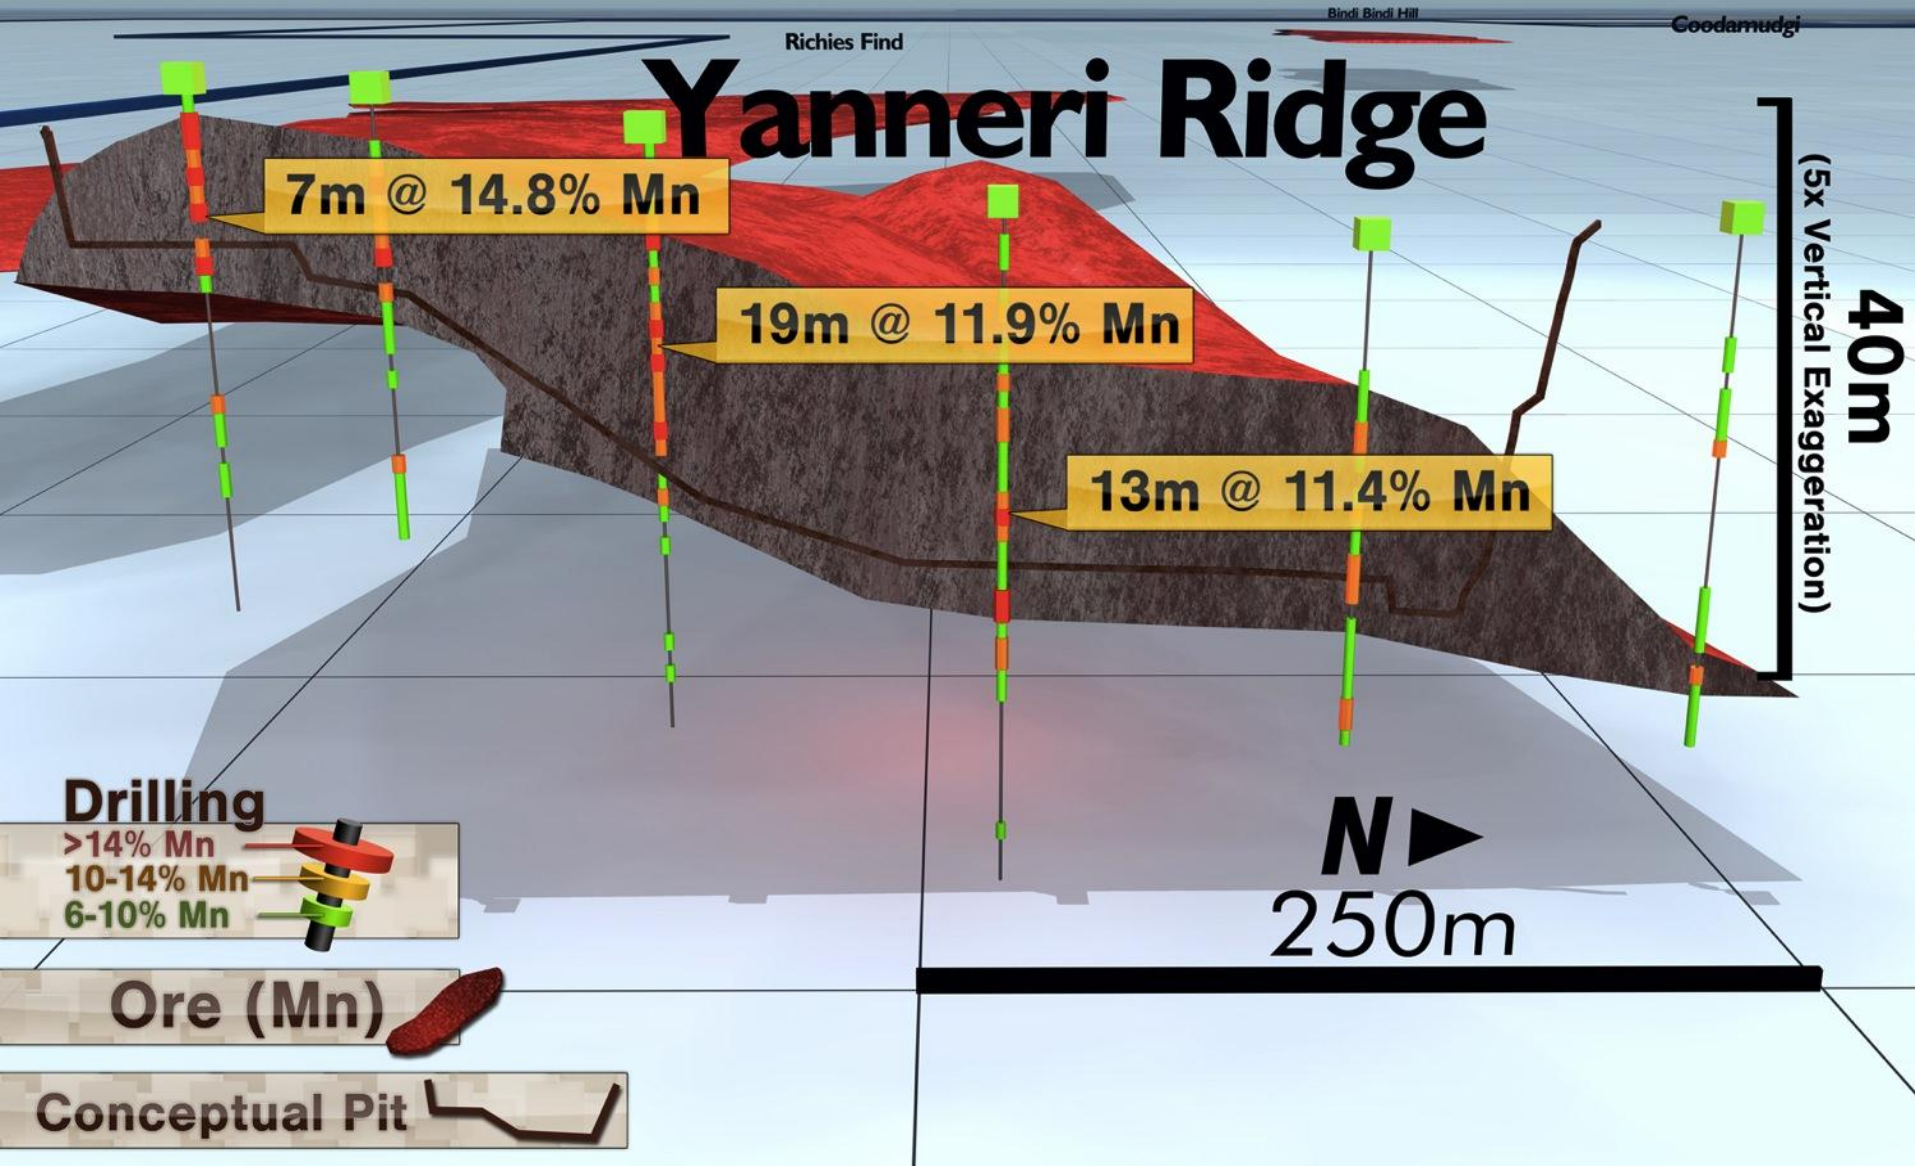 Bindi Bindi Hill
Goodamudgi
Richies Find
Yanneri Ridge
7m @ 14.8% Mn
19m @ 11.9% Mn
13m @ 11.4% Mn
(5x Vertical Exaggeration)
40m
N
250m
Drilling
>14% Mn
10-14% Mn
6-10% Mn
Ore (Mn)
Conceptual Pit